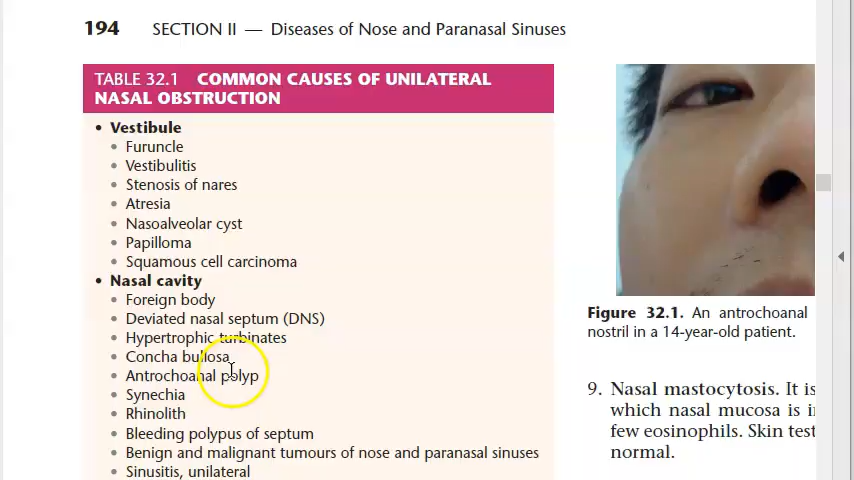 194 SECTION II — Diseases of Nose and Paranasal Sinuses
TABLE 32.1 COMMON CAUSES OF UNILATERAL
NASAL OBSTRUCTION
• Vestibule
• Furuncle
• Vestibulitis
• Stenosis of nares
• Atresia
• Nasoalveolar cyst
• Papilloma
• Squamous cell carcinoma
• Nasal cavity
• Foreign body
• Deviated nasal septum (DNS)
• Hypertrophic turbinates
• Concha bullosa
• Antrochoanal polyp
• Synechia
• Rhinolith
• Bleeding polypus of septum
• Benign and malignant tumours of nose and paranasal sinuses
• Sinusitis, unilateral
Figure 32.1. An antrochoanal
nostril in a 14-year-old patient.
9. Nasal mastocytosis. It is
which nasal mucosa is i
few eosinophils. Skin test
normal.